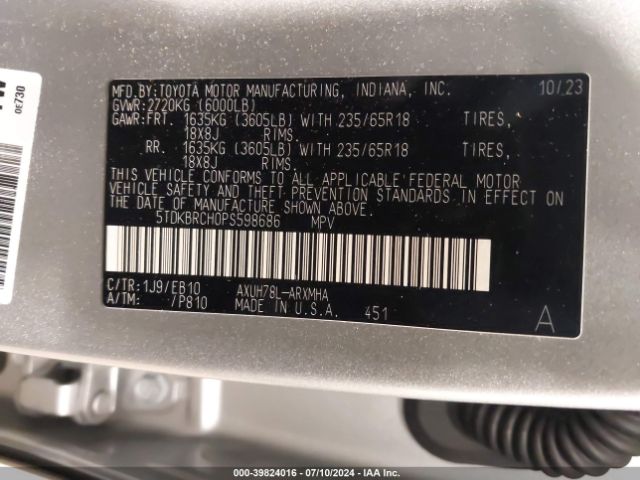 MFD.BY:TOYOTA MOTOR MANUFACTURING, INDIANA, INC. 10/23
GVWR:2720KG (6000LB)
GAWR:FRT. 1635KG (3605LB) WITH 235/65R18 TIRES,
18X8J RIMS,
RR. 1635KG (3605LB) WITH 235/65R18 TIRES,
18X8J RIMS,
THIS VEHICLE CONFORMS TO ALL APPLICABLE FEDERAL MOTOR
VEHICLE SAFETY AND THEFT PREVENTION STANDARDS IN EFFECT ON
THE DATE OF MANUFACTURE SHOWN ABOVE.
5TDKBRCH0PS598686 MPV
C/TR:1J9/EB10 AXUH78L-ARXMHA
A/TM: /P810 MADE IN U.S.A. 451 A
0E730
000-39824016 - 07/10/2024 - IAA Inc.